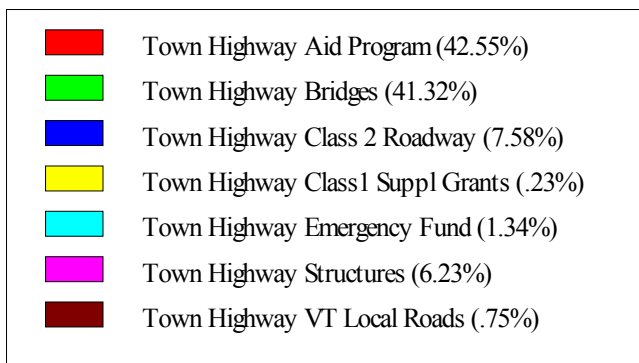 Town Highway Aid Program (42.55%)
Town Highway Bridges (41.32%)
Town Highway Class 2 Roadway (7.58%)
Town Highway Class1 Suppl Grants (.23%)
Town Highway Emergency Fund (1.34%)
Town Highway Structures (6.23%)
Town Highway VT Local Roads (.75%)